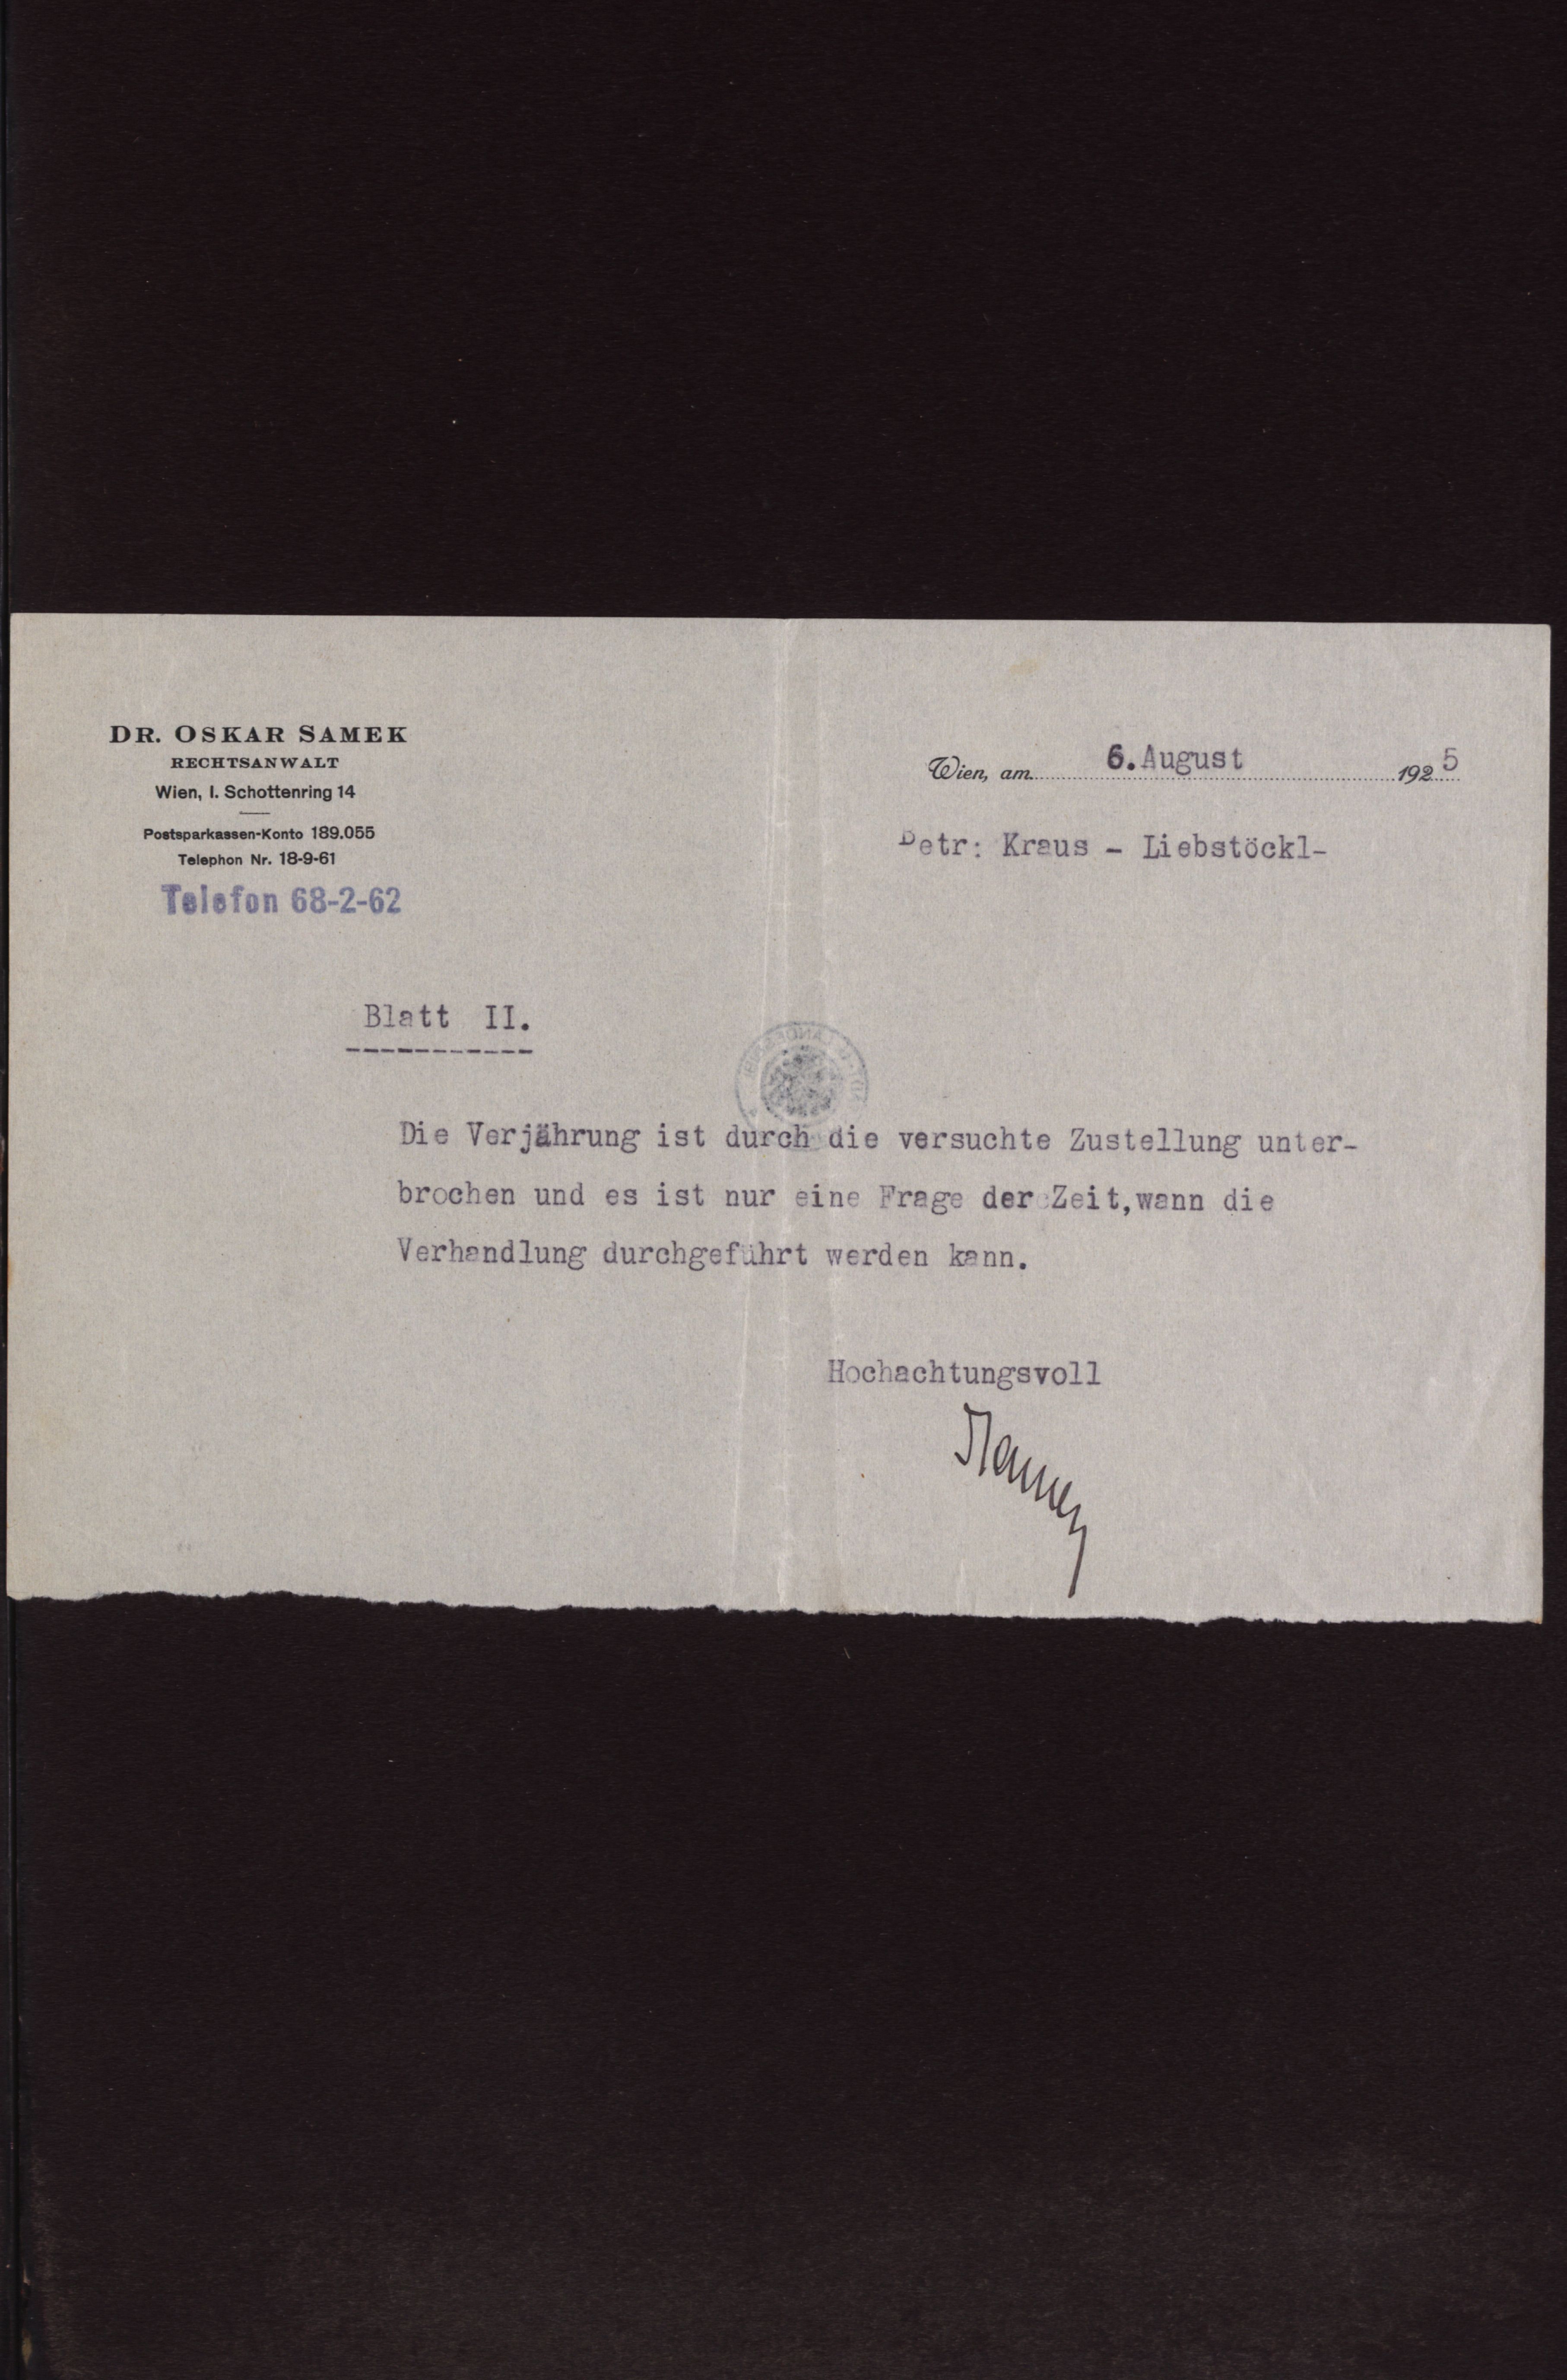 DR. OSKAR SAMEK
RECHTSANWALT
Wien, I. Schottenring 14
Postsparkassen-Konto 189.055
Telephon Nr. 18-9-61
Telefon 68-2-62
Wien, am 6. August 1925
Betr: Kraus - Liebstöckl-
Blatt II.
Die Verjährung ist durch die versuchte Zustellung unter-
brochen und es ist nur eine Frage der Zeit, wann die
Verhandlung durchgeführt werden kann.
Hochachtungsvoll
Samek